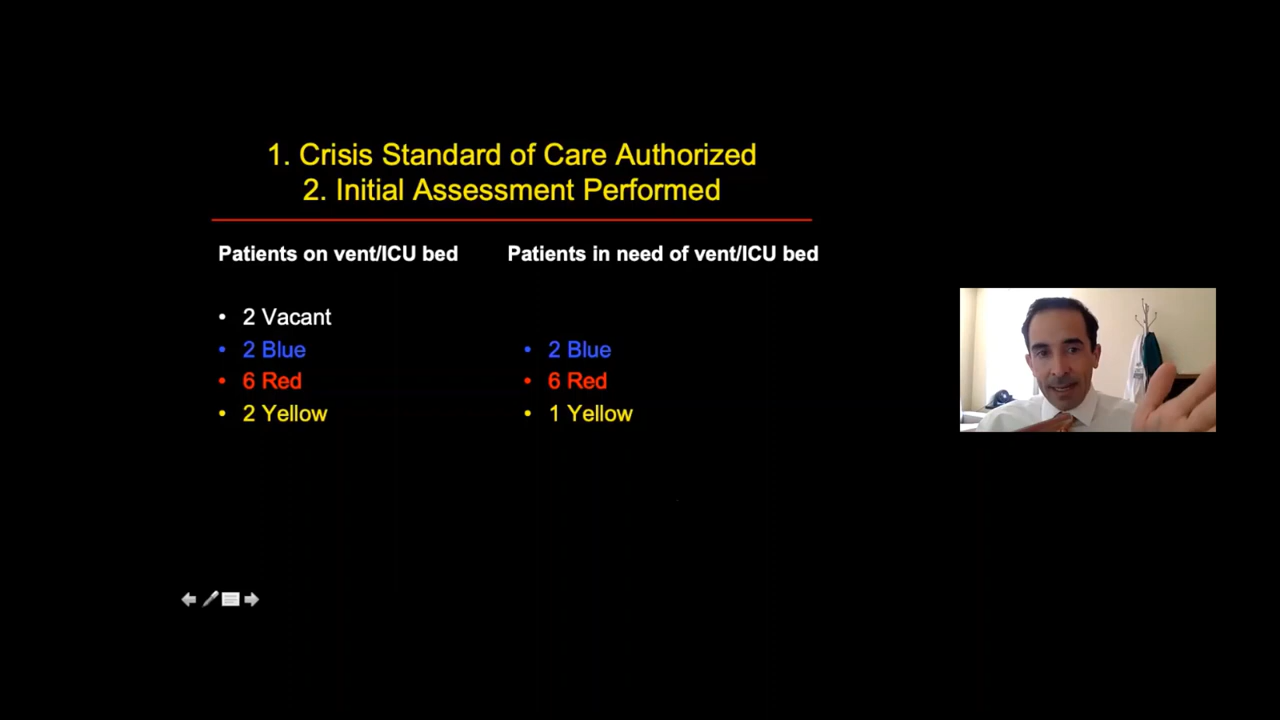 1. Crisis Standard of Care Authorized
2. Initial Assessment Performed
Patients on vent/ICU bed
• 2 Vacant
• 2 Blue
• 6 Red
• 2 Yellow
Patients in need of vent/ICU bed
• 2 Blue
• 6 Red
• 1 Yellow